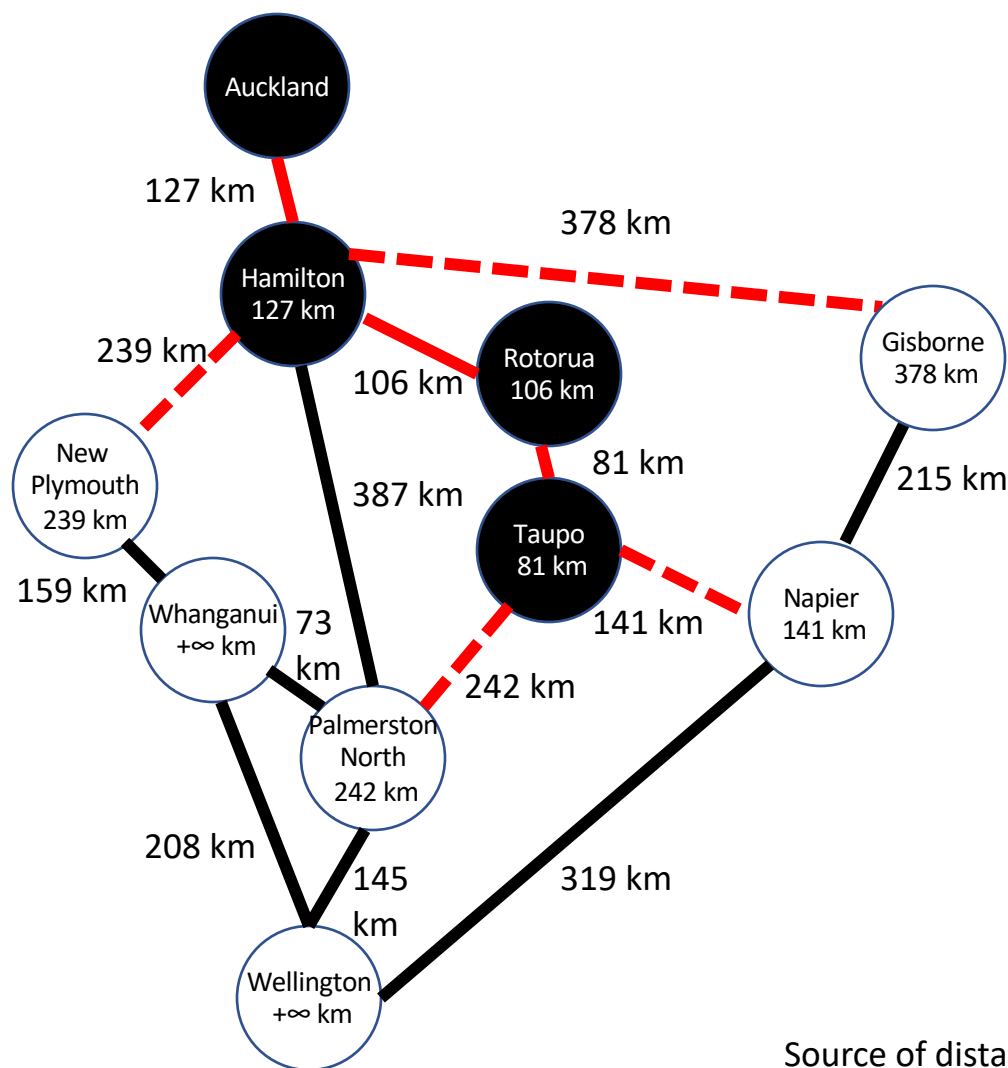 Auckland
127 km
378 km
Hamilton
127 km
239 km
106 km
Rotorua
106 km
Gisborne
378 km
New
Plymouth
239 km
387 km
81 km
215 km
Taupo
81 km
159 km
Whanganui
+∞ km
73
km
141 km
Napier
141 km
242 km
Palmerston
North
242 km
208 km
145
km
319 km
Wellington
+∞ km
Source of dista